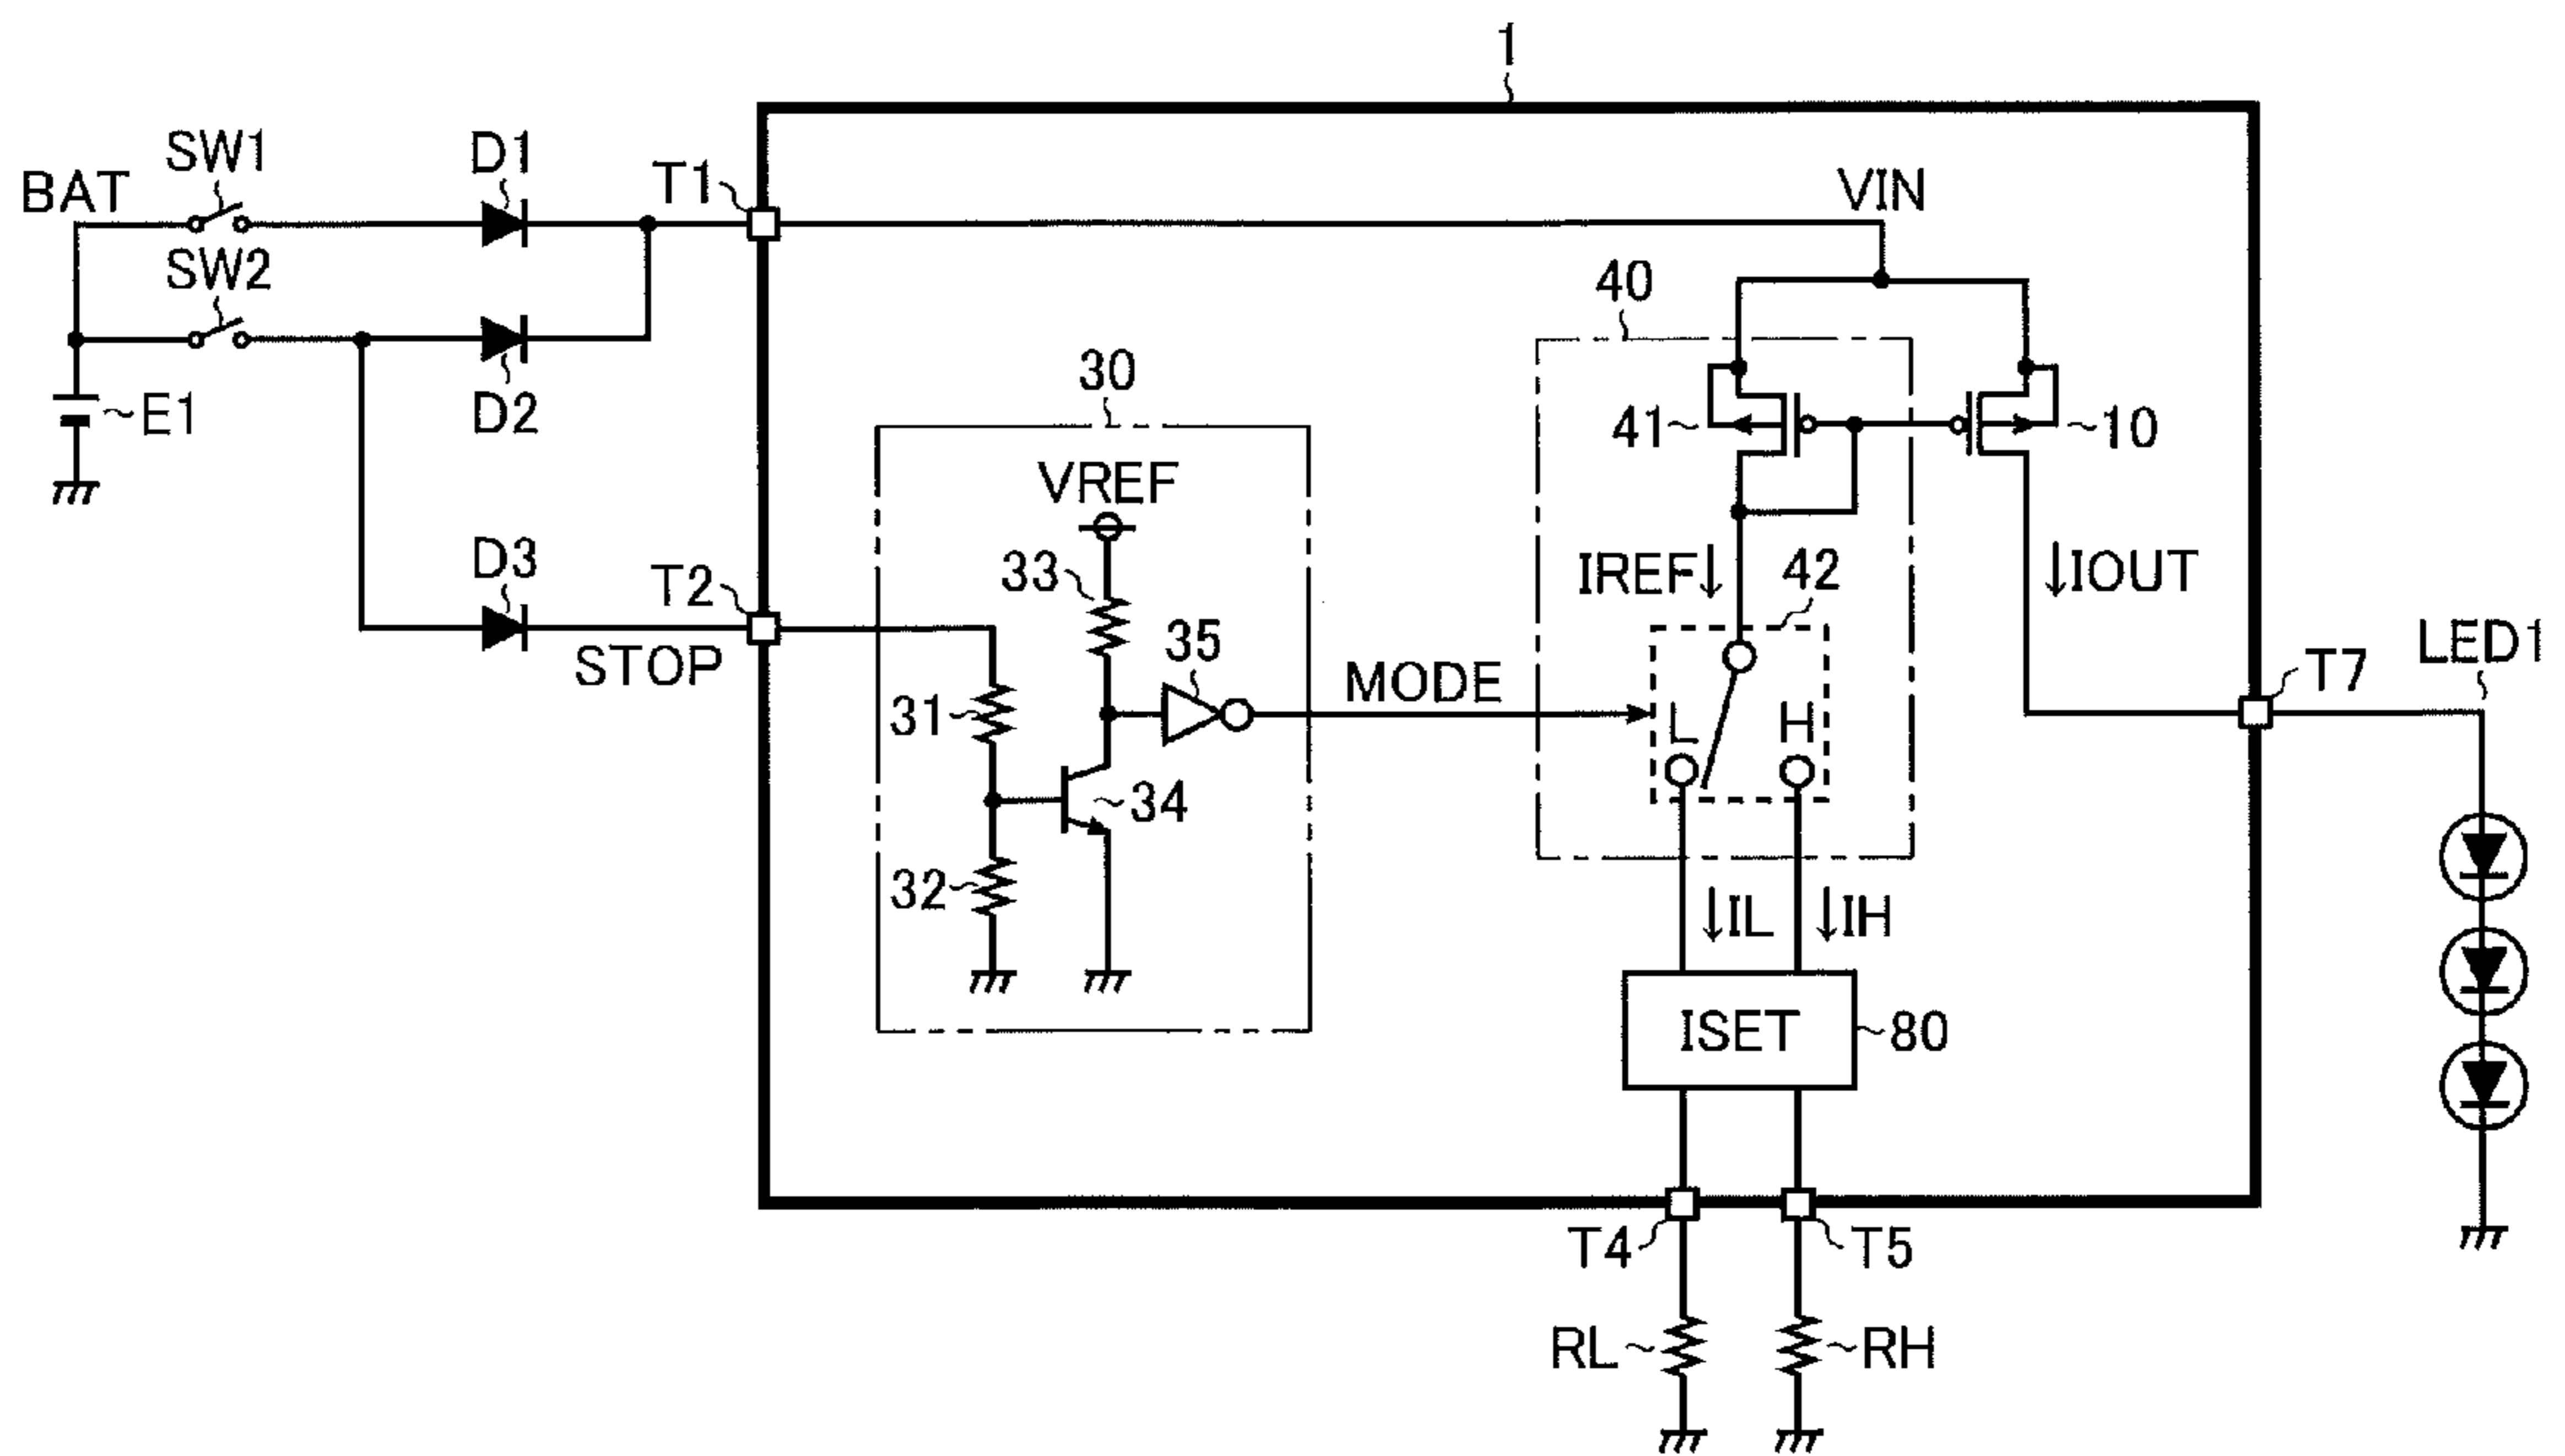 1
SW1
D1
T1
BAT
VIN
SW2
40
D2
E1
30
41
10
VREF
D3
T2
33
IREF
42
IOUT
STOP
35
MODE
LED1
T7
31
L
H
34
32
IL
IH
ISET
80
T4
T5
RL
RH